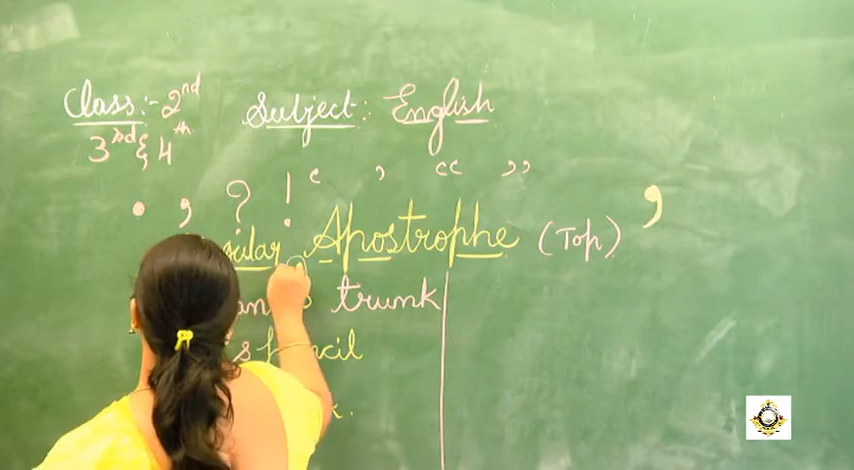 Class:- 2nd Subject: English
3rd & 4th
. , ? ! ‘ ’ “ ”
Apostrophe (Top) ,
trunk